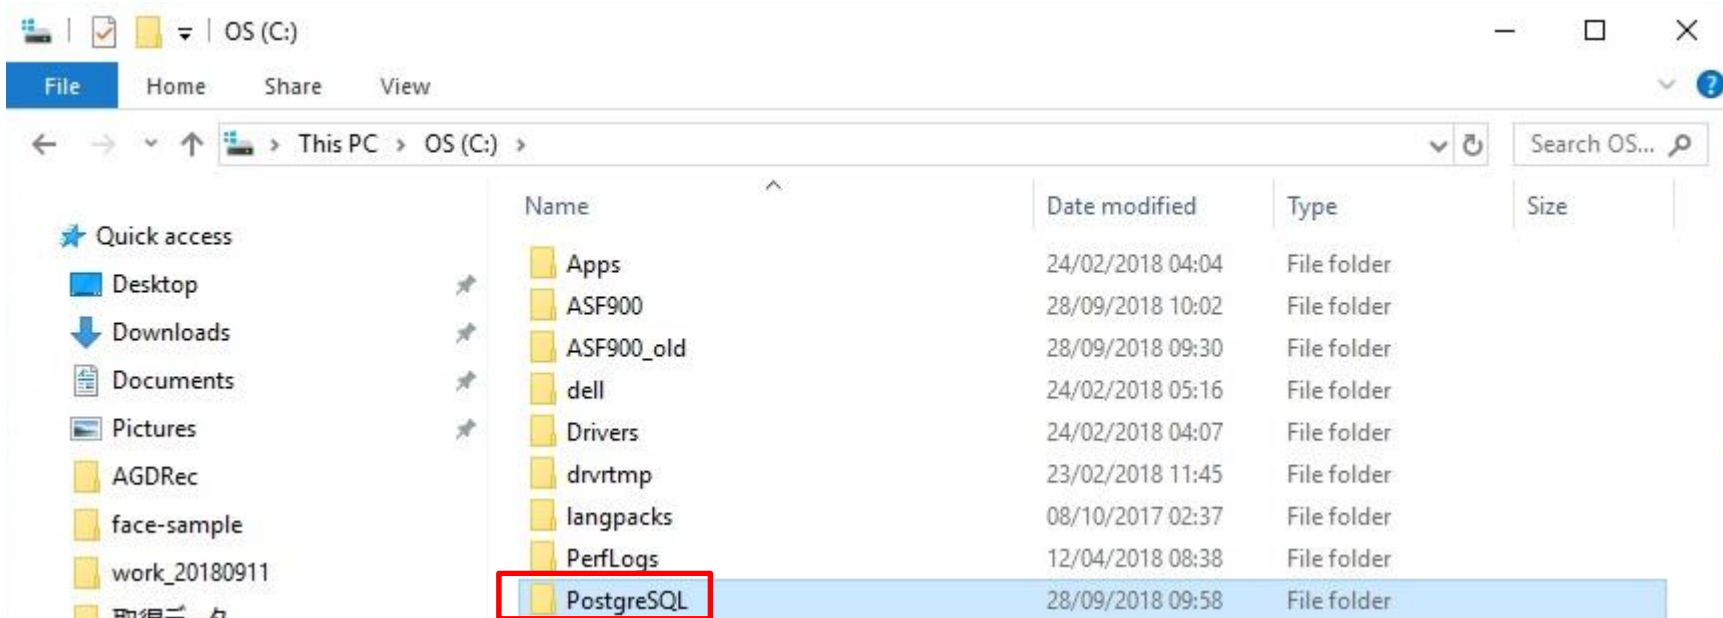 OS (C:)
File Home Share View
This PC > OS (C:) >
Search OS...
Quick access
Desktop
Downloads
Documents
Pictures
AGDRec
face-sample
work_20180911
取得データ
Name Date modified Type Size
Apps 24/02/2018 04:04 File folder
ASF900 28/09/2018 10:02 File folder
ASF900_old 28/09/2018 09:30 File folder
dell 24/02/2018 05:16 File folder
Drivers 24/02/2018 04:07 File folder
drvrtmp 23/02/2018 11:45 File folder
langpacks 08/10/2017 02:37 File folder
PerfLogs 12/04/2018 08:38 File folder
PostgreSQL 28/09/2018 09:58 File folder